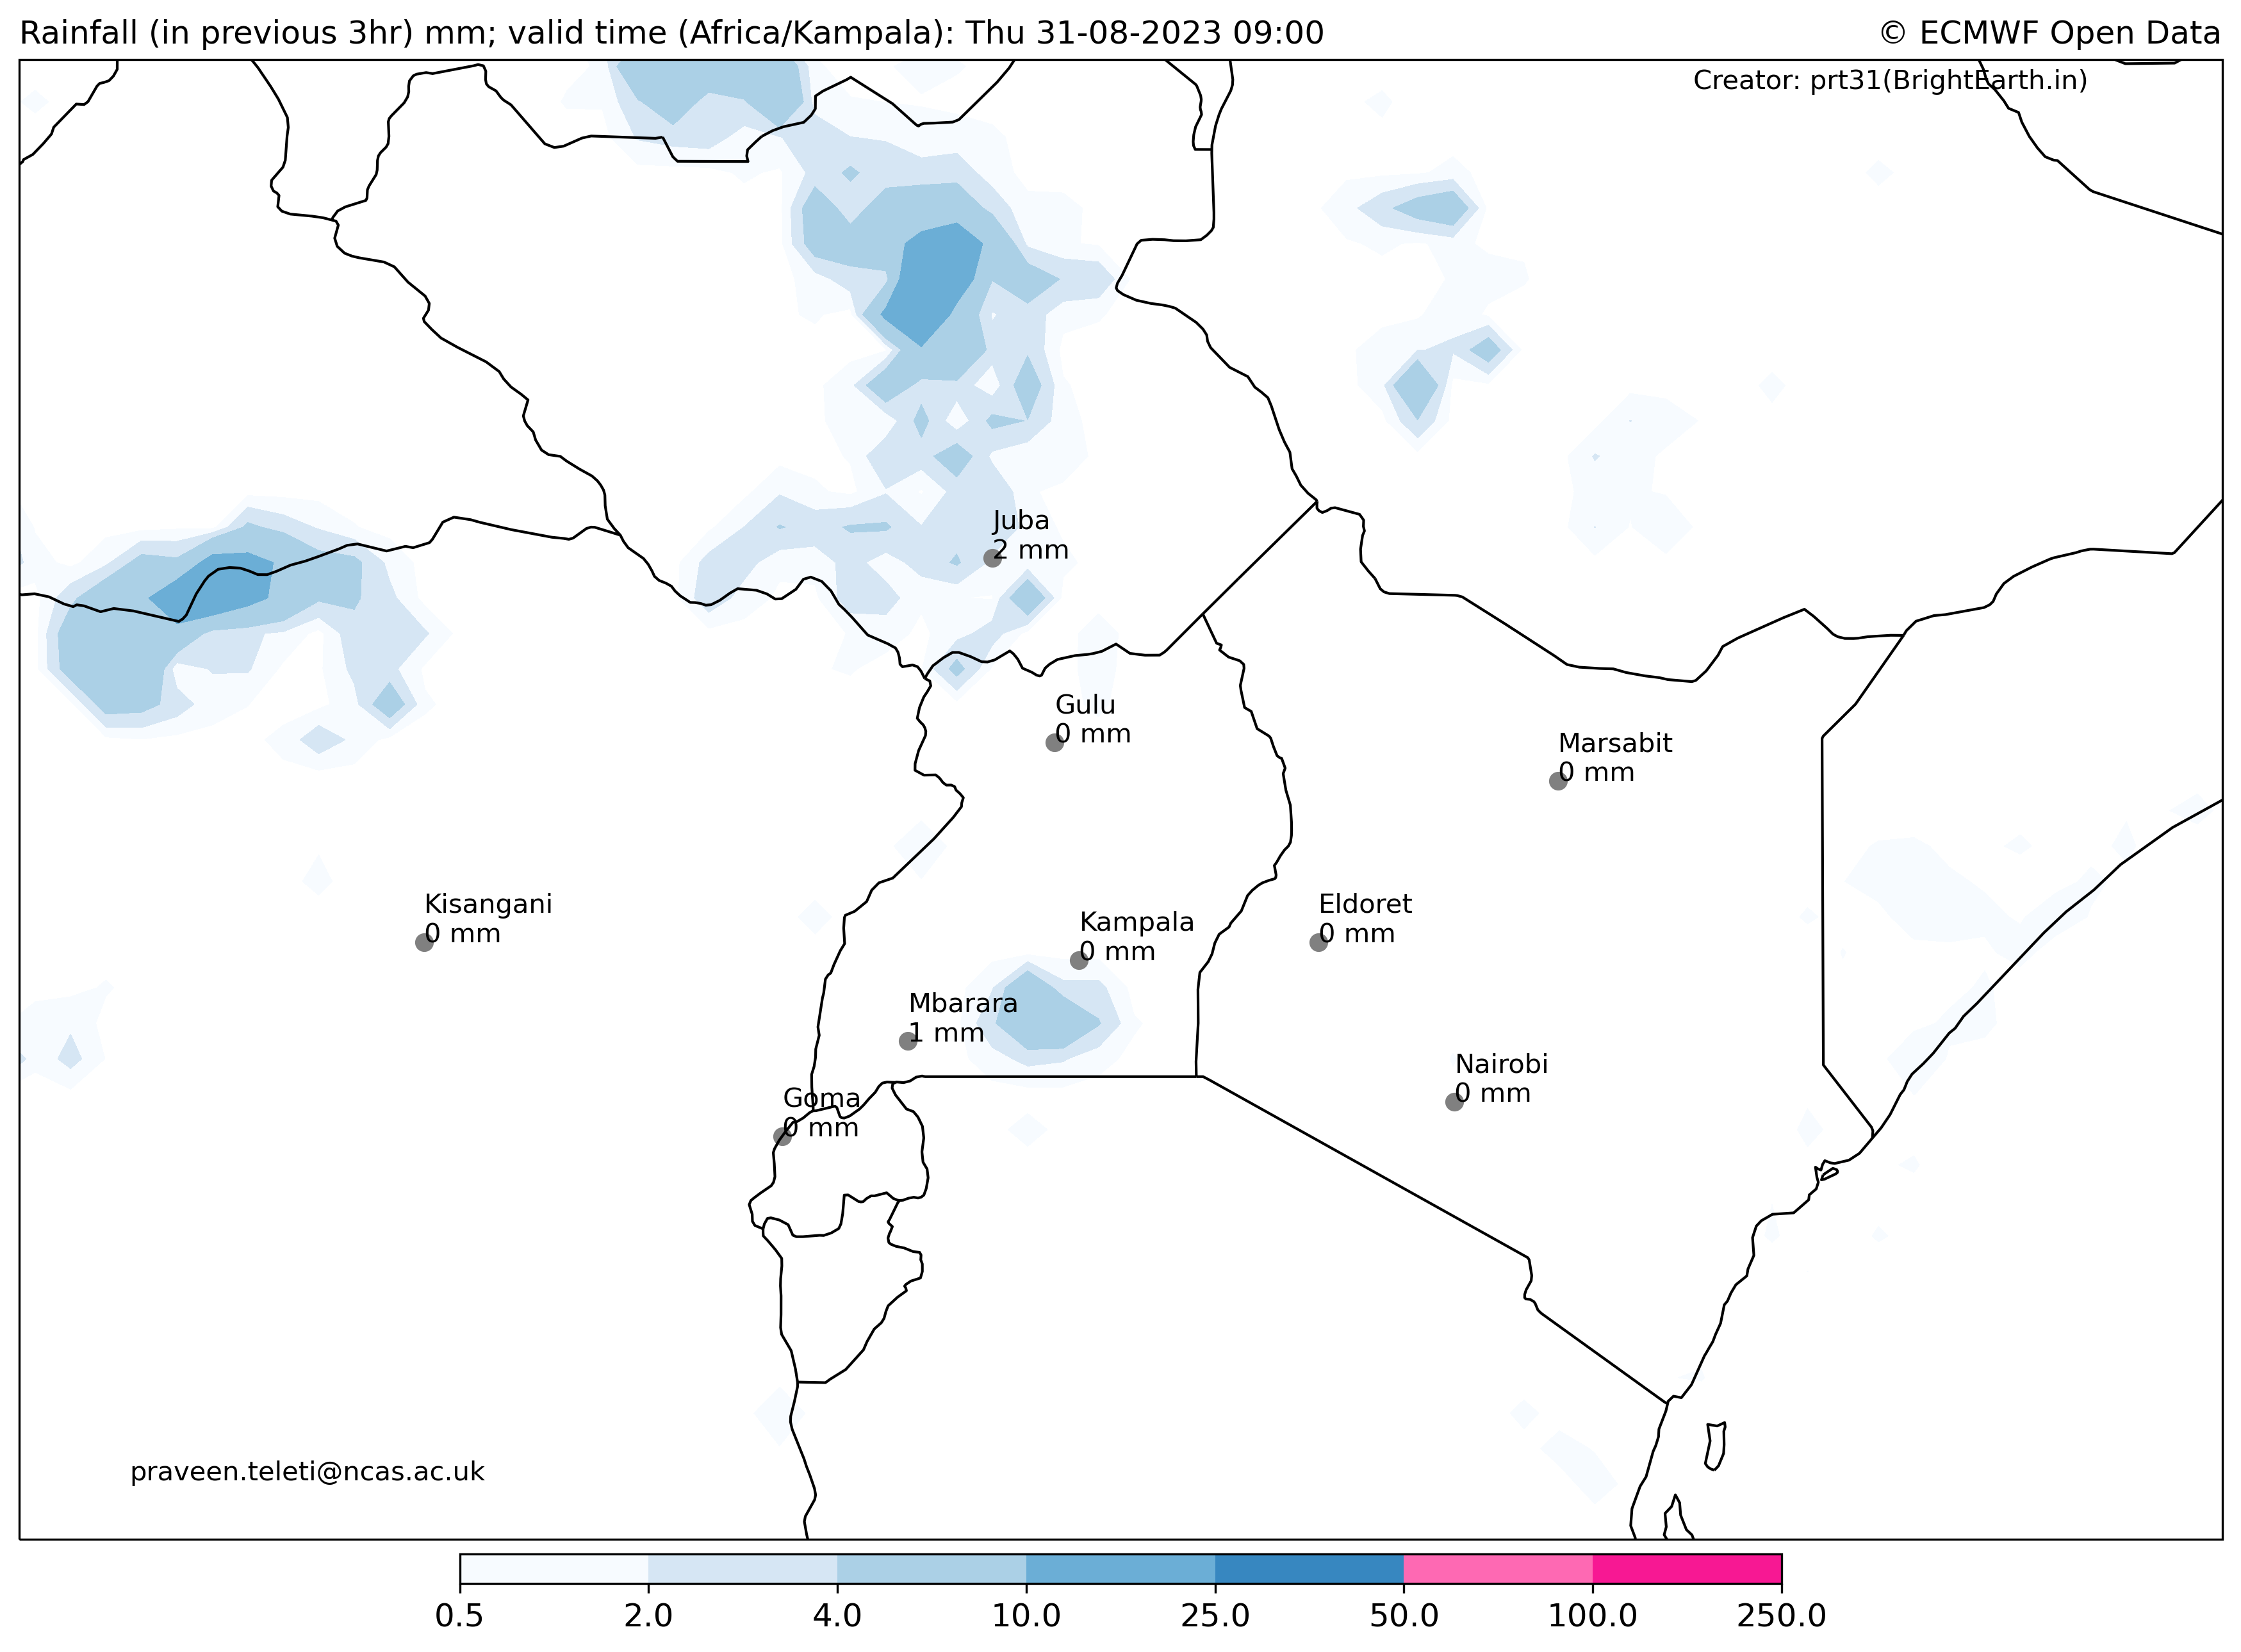 Rainfall (in previous 3hr) mm; valid time (Africa/Kampala): Thu 31-08-2023 09:00
© ECMWF Open Data
Creator: prt31(BrightEarth.in)
Juba
2 mm
Gulu
0 mm
Marsabit
0 mm
Kisangani
0 mm
Kampala
0 mm
Eldoret
0 mm
Mbarara
1 mm
Nairobi
0 mm
Goma
0 mm
praveen.teleti@ncas.ac.uk
0.5 2.0 4.0 10.0 25.0 50.0 100.0 250.0